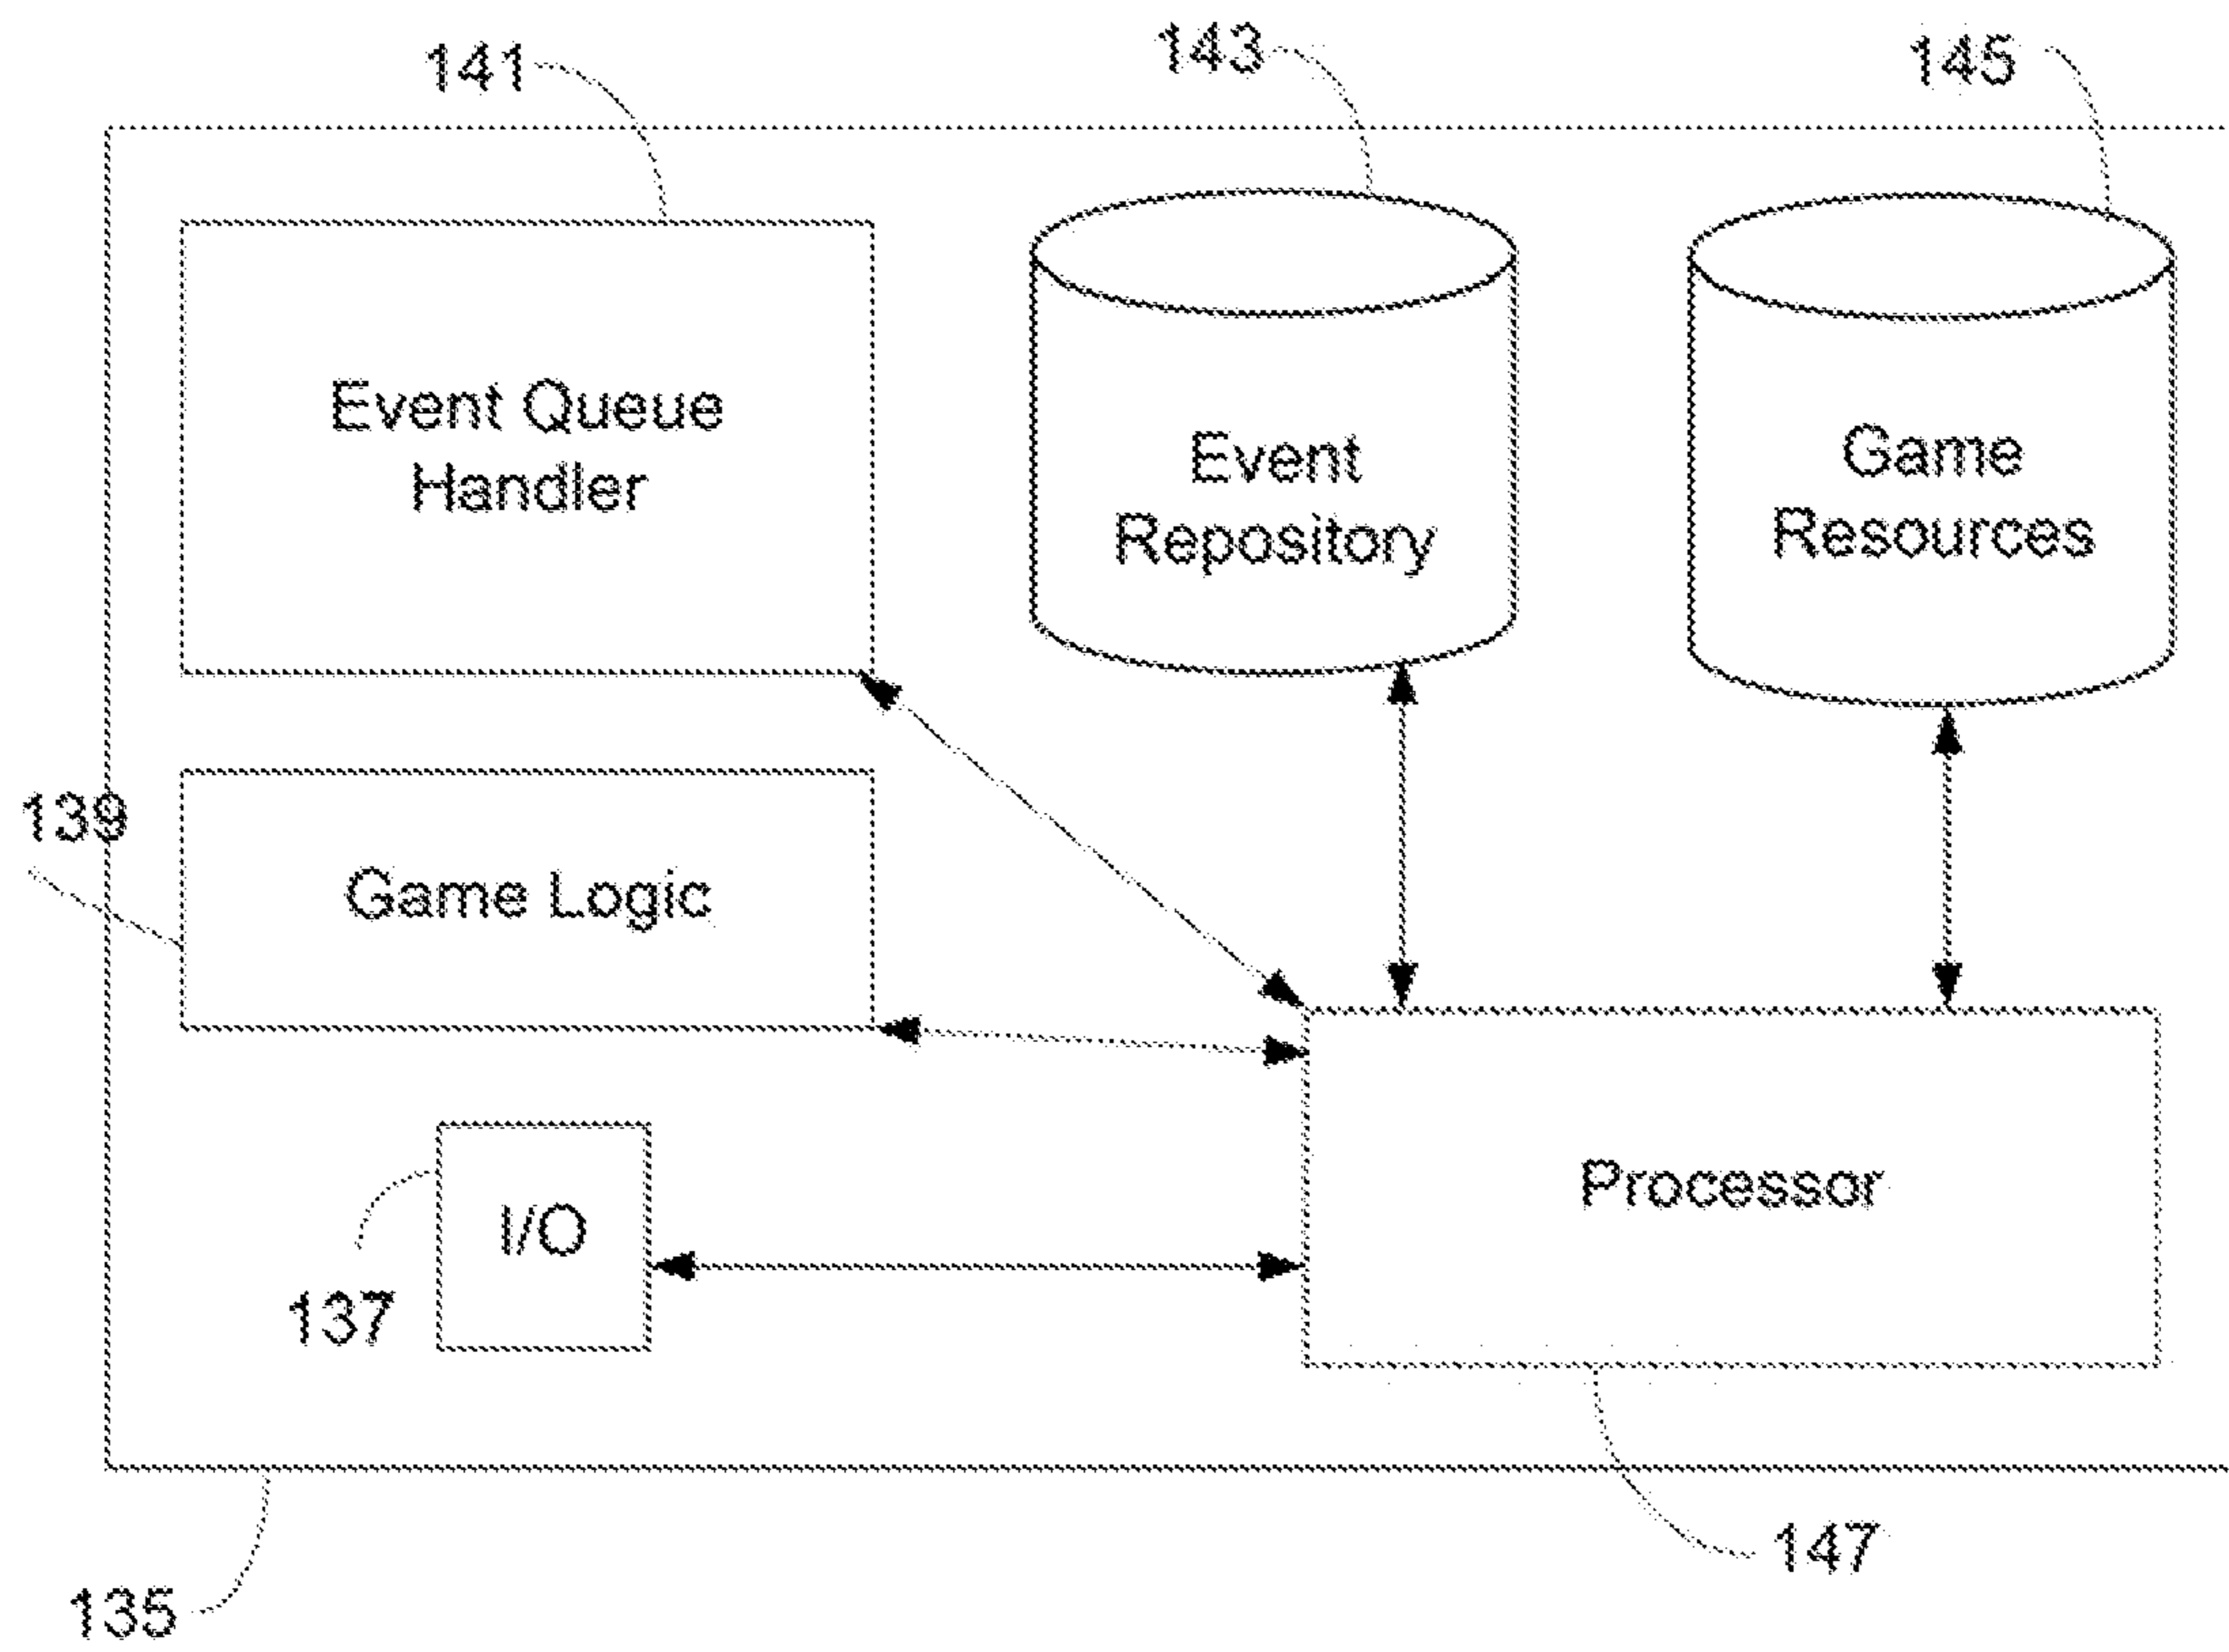 141
143
145
Event Queue
Handler
Event
Repository
Game
Resources
139
Game Logic
I/O
Processor
137
147
135